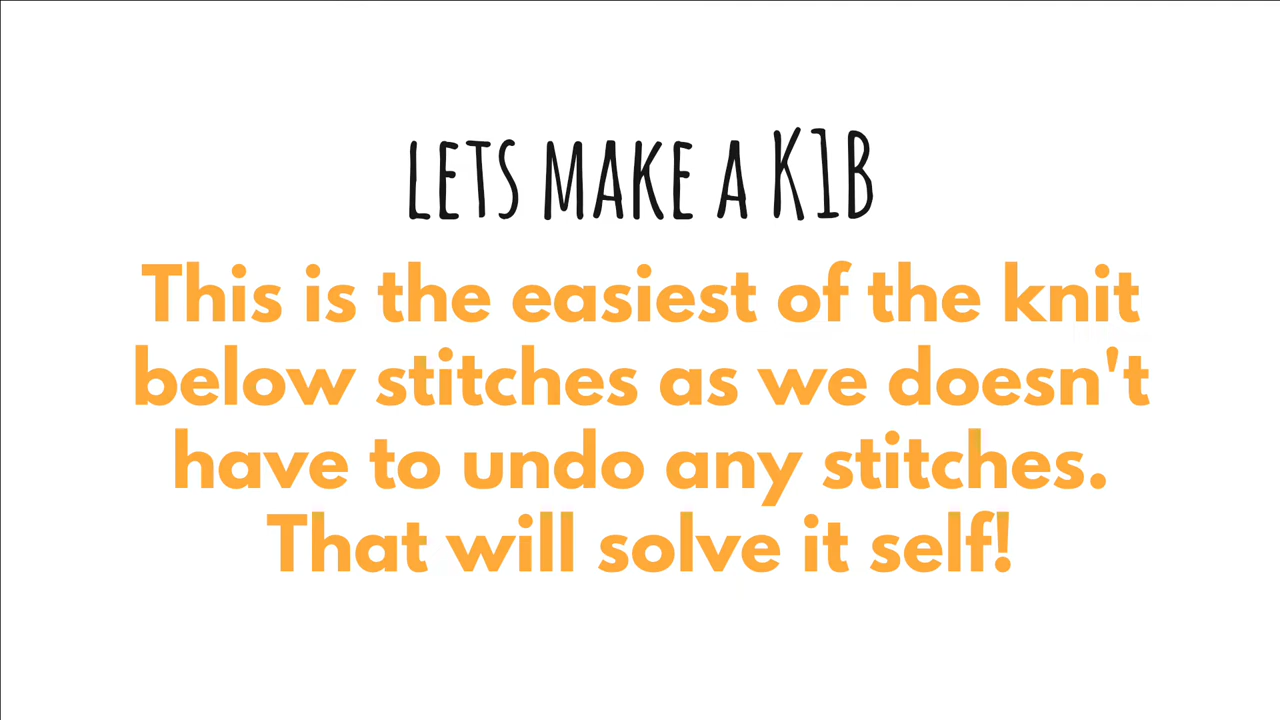 LETS MAKE A K1B
This is the easiest of the knit
below stitches as we doesn't
have to undo any stitches.
That will solve it self!